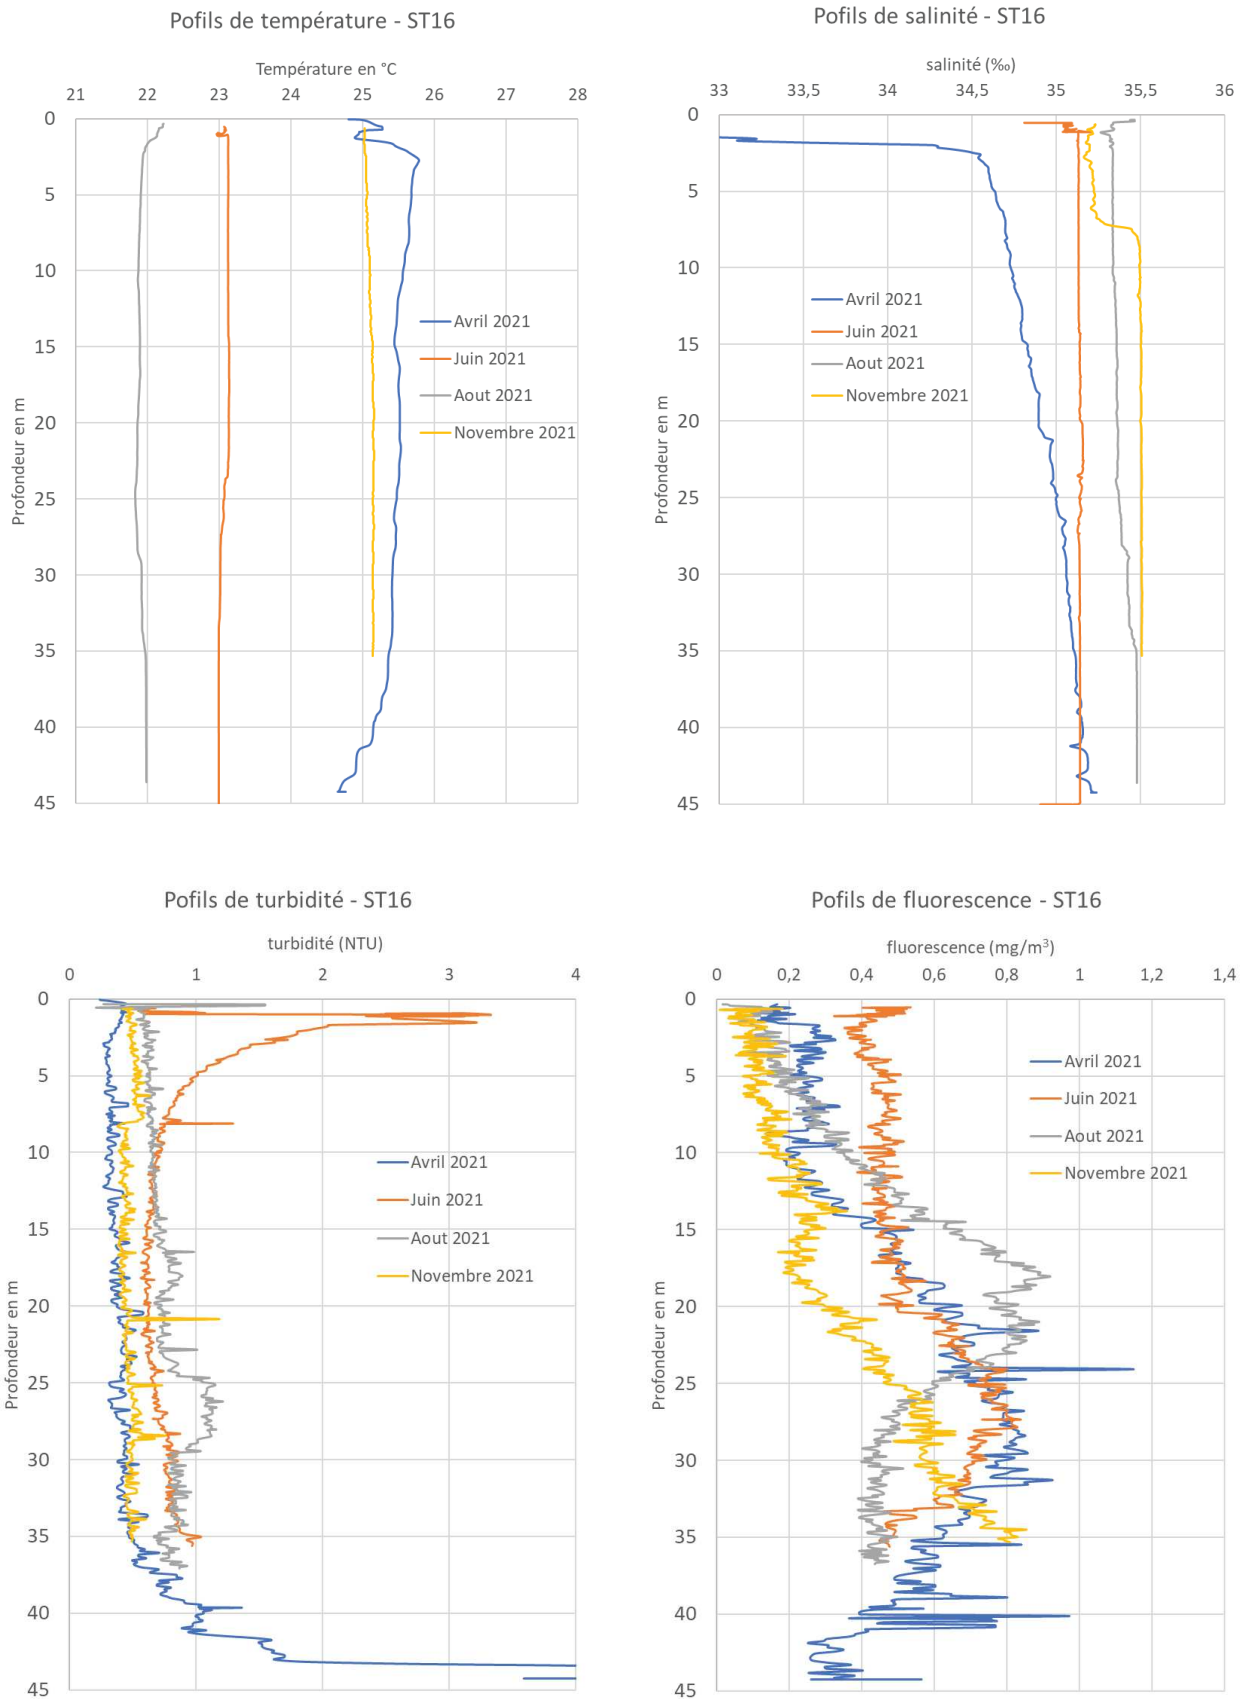 Pofils de température - ST16
Température en °C
21 22 23 24 25 26 27 28
0
5
10
15
20
25
30
35
40
45
Profondeur en m
Avril 2021
Juin 2021
Aout 2021
Novembre 2021
Pofils de salinité - ST16
salinité (‰)
33 33,5 34 34,5 35 35,5 36
0
5
10
15
20
25
30
35
40
45
Profondeur en m
Avril 2021
Juin 2021
Aout 2021
Novembre 2021
Pofils de turbidité - ST16
turbidité (NTU)
0 1 2 3 4
0
5
10
15
20
25
30
35
40
45
Profondeur en m
Avril 2021
Juin 2021
Aout 2021
Novembre 2021
Pofils de fluorescence - ST16
fluorescence (mg/m³)
0 0,2 0,4 0,6 0,8 1 1,2 1,4
0
5
10
15
20
25
30
35
40
45
Profondeur en m
Avril 2021
Juin 2021
Aout 2021
Novembre 2021